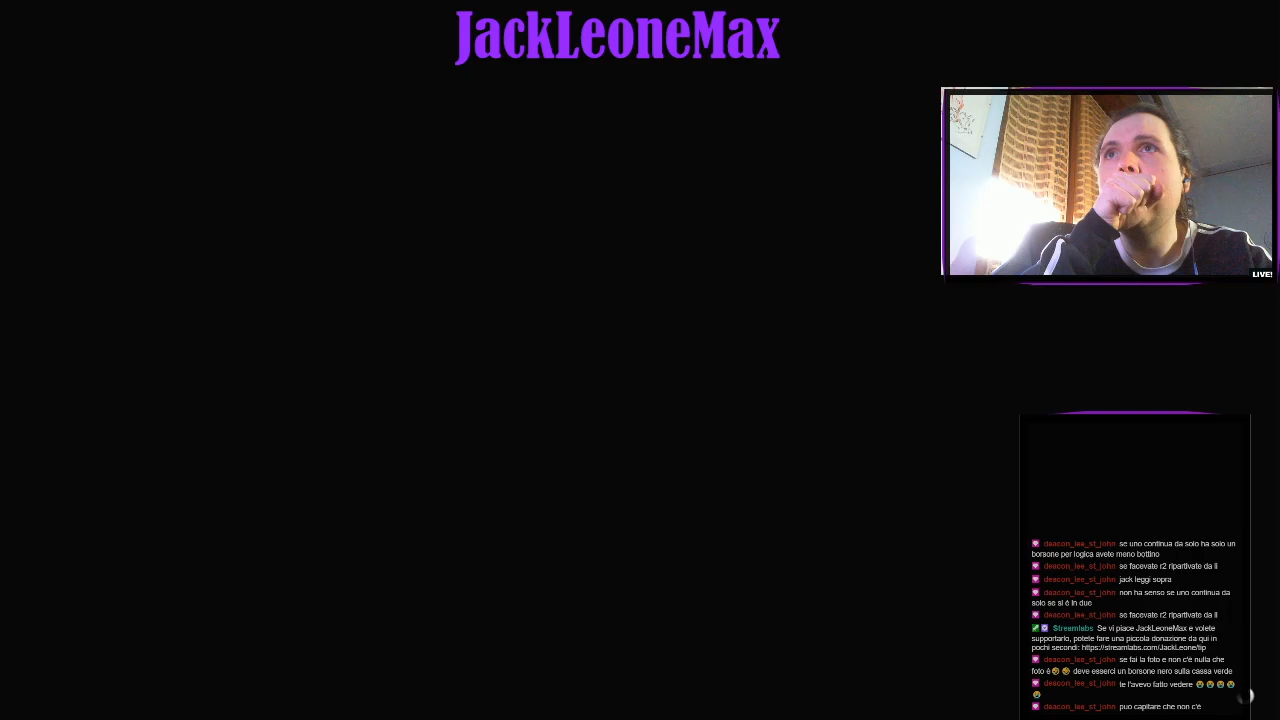 JackLeoneMax
LIVE!
deacon_lee_st_john se uno continua da solo ha solo un
borsone per logica avete meno bottino
deacon_lee_st_john se facevate r2 ripartivate da lì
deacon_lee_st_john jack leggi sopra
deacon_lee_st_john non ha senso se uno continua da
solo se si è in due
deacon_lee_st_john se facevate r2 ripartivate da lì
Streamlabs Se vi piace JackLeoneMax e volete
supportarlo, potete fare una piccola donazione da qui in
pochi secondi: https://streamlabs.com/JackLeone/tip
deacon_lee_st_john se fai la foto e non c'è nulla che
foto è🤣 🤣 deve esserci un borsone nero sulla cassa verde
deacon_lee_st_john te l'avevo fatto vedere 😭 😭 😭 😭
😭
deacon_lee_st_john puo capitare che non c'è